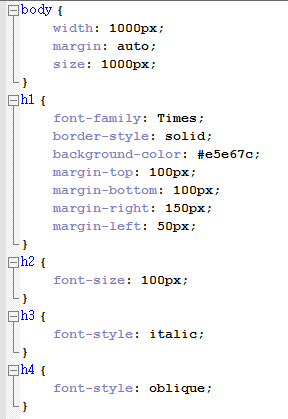 body {
width: 1000px;
margin: auto;
size: 1000px;
}
h1 {
font-family: Times;
border-style: solid;
background-color: #e5e67c;
margin-top: 100px;
margin-bottom: 100px;
margin-right: 150px;
margin-left: 50px;
}
h2 {
font-size: 100px;
}
h3 {
font-style: italic;
}
h4 {
font-style: oblique;
}